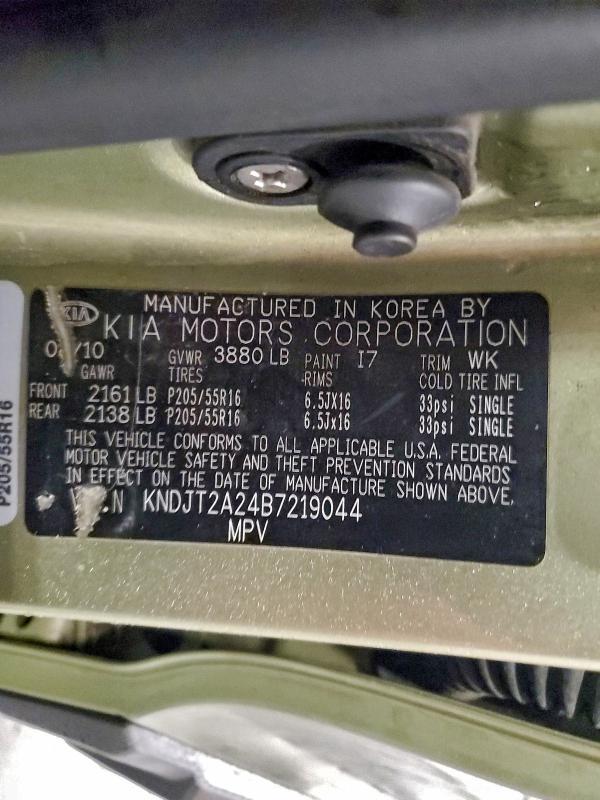 KIA
MANUFACTURED IN KOREA BY
KIA MOTORS CORPORATION
/10 GVWR 3880 LB PAINT I7 TRIM WK
GAWR TIRES RIMS COLD TIRE INFL
FRONT 2161 LB P205/55R16 6.5JX16 33psi SINGLE
REAR 2138 LB P205/55R16 6.5Jx16 33psi SINGLE
THIS VEHICLE CONFORMS TO ALL APPLICABLE U.S.A. FEDERAL
MOTOR VEHICLE SAFETY AND THEFT PREVENTION STANDARDS
IN EFFECT ON THE DATE OF MANUFACTURE SHOWN ABOVE.
V.I.N KNDJT2A24B7219044
MPV
P205/55R16